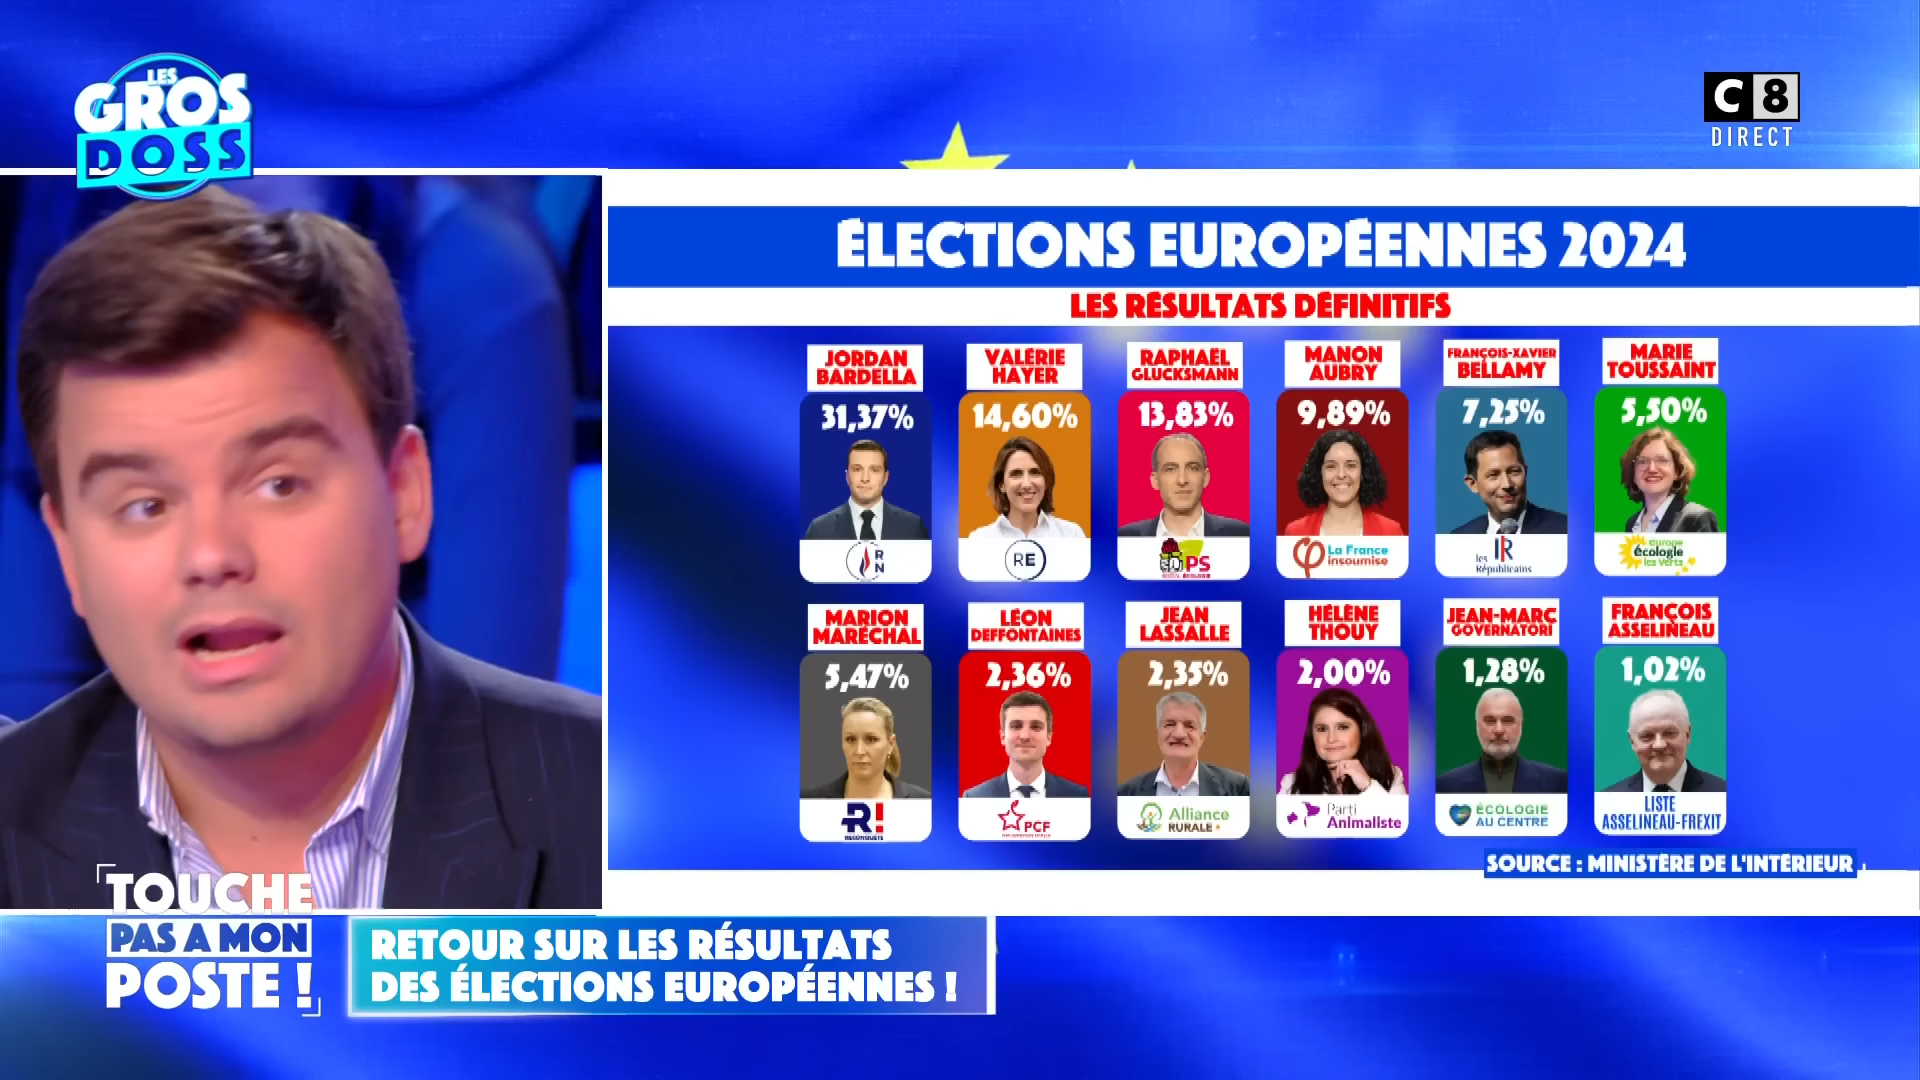 LES
GROS
DOSS
C8
DIRECT
ÉLECTIONS EUROPÉENNES 2024
LES RÉSULTATS DÉFINITIFS
JORDAN
BARDELLA
31,37%
RN
VALÉRIE
HAYER
14,60%
RE
RAPHAËL
GLUCKSMANN
13,83%
PS
MANON
AUBRY
9,89%
La France
insoumise
FRANÇOIS-XAVIER
BELLAMY
7,25%
les
Républicains
MARIE
TOUSSAINT
5,50%
europe
écologie
les verts
MARION
MARÉCHAL
5,47%
R!
RECONQUÊTE
LÉON
DEFFONTAINES
2,36%
PCF
JEAN
LASSALLE
2,35%
Alliance
RURALE
HÉLÈNE
THOUY
2,00%
Parti
Animaliste
JEAN-MARC
GOVERNATORI
1,28%
ÉCOLOGIE
AU CENTRE
FRANÇOIS
ASSELINEAU
1,02%
LISTE
ASSELINEAU-FREXIT
SOURCE : MINISTÈRE DE L'INTÉRIEUR
TOUCHE
PAS A MON
POSTE !
RETOUR SUR LES RÉSULTATS
DES ÉLECTIONS EUROPÉENNES !